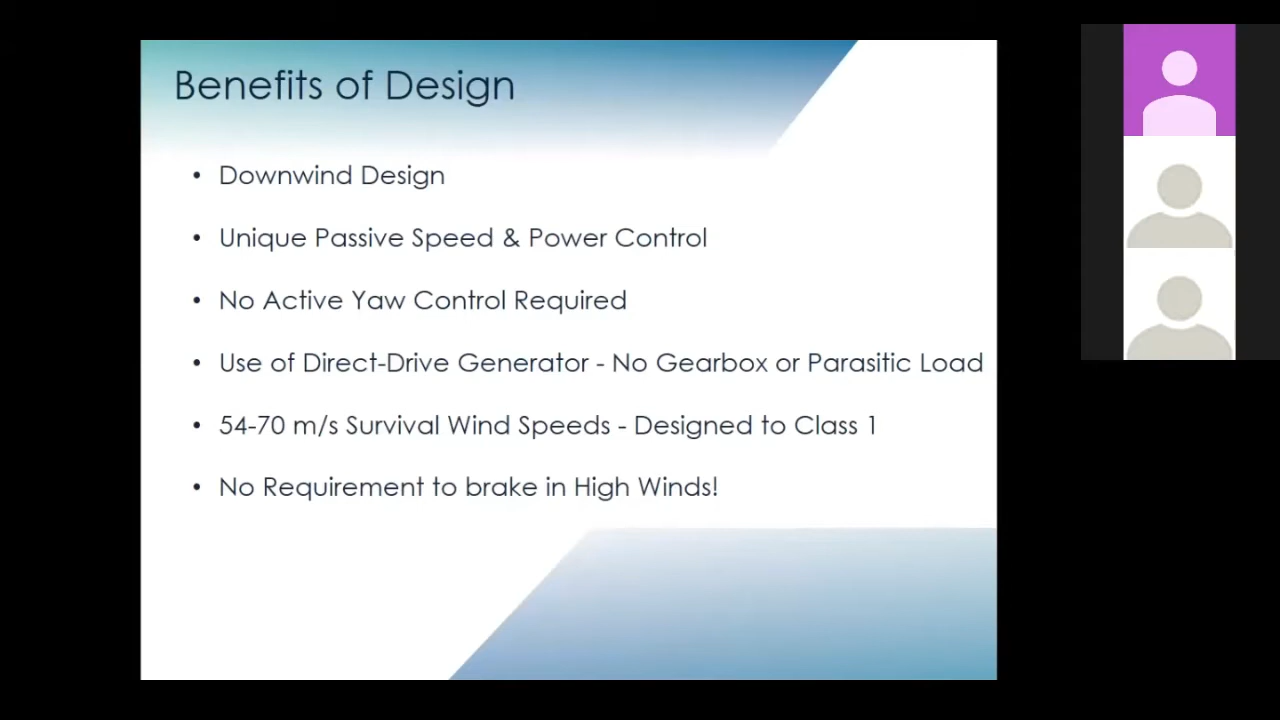 Benefits of Design
• Downwind Design
• Unique Passive Speed & Power Control
• No Active Yaw Control Required
• Use of Direct-Drive Generator - No Gearbox or Parasitic Load
• 54-70 m/s Survival Wind Speeds - Designed to Class 1
• No Requirement to brake in High Winds!